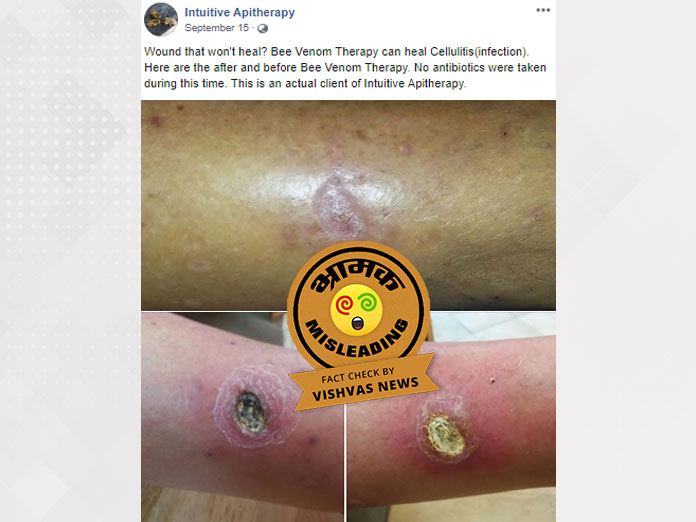 Intuitive Apitherapy
September 15
Wound that won't heal? Bee Venom Therapy can heal Cellulitis(infection).
Here are the after and before Bee Venom Therapy. No antibiotics were taken
during this time. This is an actual client of Intuitive Apitherapy.
भ्रामक
MISLEADING
FACT CHECK BY
VISHVAS NEWS